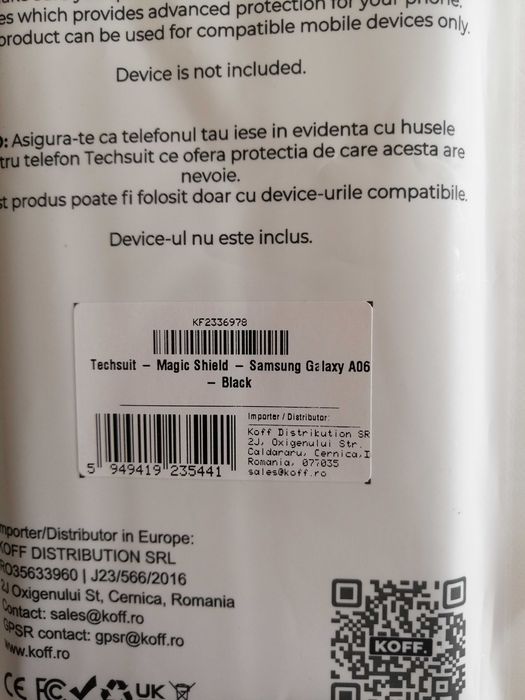 es which provides advanced protection for your phone.
product can be used for compatible mobile devices only.
Device is not included.
Asigura-te ca telefonul tau iese in evidenta cu husele
tru telefon Techsuit ce ofera protectia de care acesta are
nevoie.
st produs poate fi folosit doar cu device-urile compatibile.
Device-ul nu este inclus.
KF2336978
Techsuit – Magic Shield – Samsung Galaxy A06
– Black
Importer / Distributor:
Koff Distribution SR
2J, Oxigenului Str.
Caldararu, Cernica,I
Romania, 077035
sales@koff.ro
5 949419 235441
mporter/Distributor in Europe:
KOFF DISTRIBUTION SRL
RO35633960 | J23/566/2016
2J Oxigenului St, Cernica, Romania
Contact: sales@koff.ro
GPSR contact: gpsr@koff.ro
www.koff.ro
KOFF.
CE FC UK